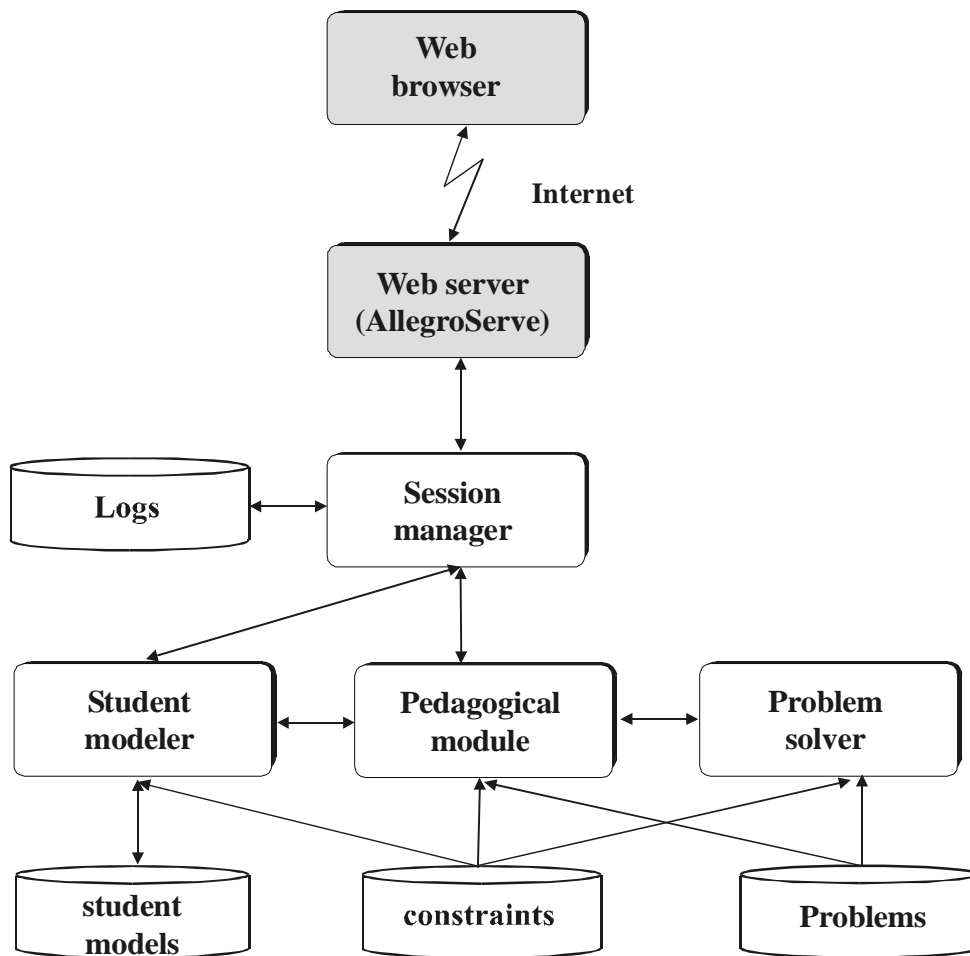 Web
browser
Internet
Web server
(AllegroServe)
Logs
Session
manager
Student
modeler
Pedagogical
module
Problem
solver
student
models
constraints
Problems